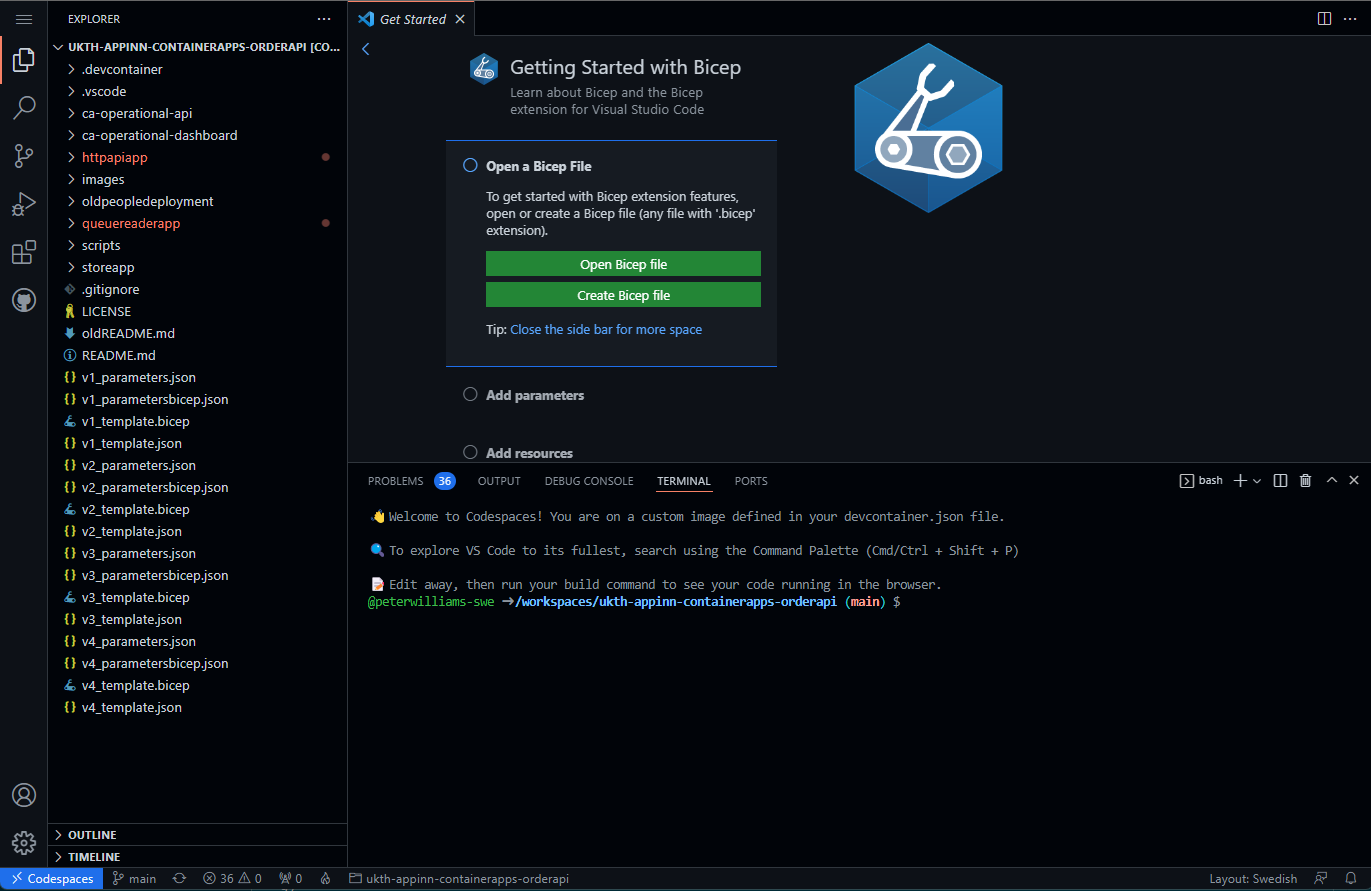 EXPLORER
UKTH-APPINN-CONTAINERAPPS-ORDERAPI [CO...
.devcontainer
.vscode
ca-operational-api
ca-operational-dashboard
httpapiapp
images
oldpeopledeployment
queuereaderapp
scripts
storeapp
.gitignore
LICENSE
oldREADME.md
README.md
v1_parameters.json
v1_parametersbicep.json
v1_template.bicep
v1_template.json
v2_parameters.json
v2_parametersbicep.json
v2_template.bicep
v2_template.json
v3_parameters.json
v3_parametersbicep.json
v3_template.bicep
v3_template.json
v4_parameters.json
v4_parametersbicep.json
v4_template.bicep
v4_template.json
OUTLINE
TIMELINE
Get Started
Getting Started with Bicep
Learn about Bicep and the Bicep
extension for Visual Studio Code
Open a Bicep File
To get started with Bicep extension features,
open or create a Bicep file (any file with '.bicep'
extension).
Open Bicep file
Create Bicep file
Tip: Close the side bar for more space
Add parameters
Add resources
PROBLEMS 36 OUTPUT DEBUG CONSOLE TERMINAL PORTS bash
Welcome to Codespaces! You are on a custom image defined in your devcontainer.json file.
To explore VS Code to its fullest, search using the Command Palette (Cmd/Ctrl + Shift + P)
Edit away, then run your build command to see your code running in the browser.
@peterwilliams-swe ➜/workspaces/ukth-appinn-containerapps-orderapi (main) $
Codespaces main 36 0 0 ukth-appinn-containerapps-orderapi Layout: Swedish